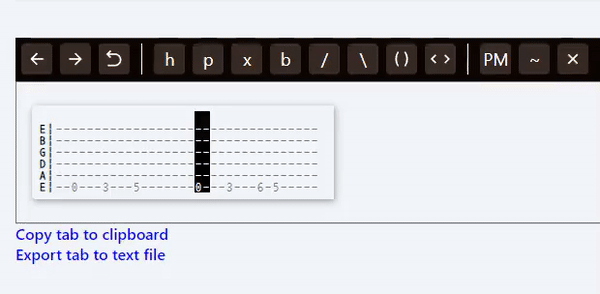 ← → ↶ | h p x b / \ () <> | PM ~ ×
E|----------------------------------
B|----------------------------------
G|----------------------------------
D|----------------------------------
A|----------------------------------
E|--0---3---5-------0---3---6-5-----
Copy tab to clipboard
Export tab to text file